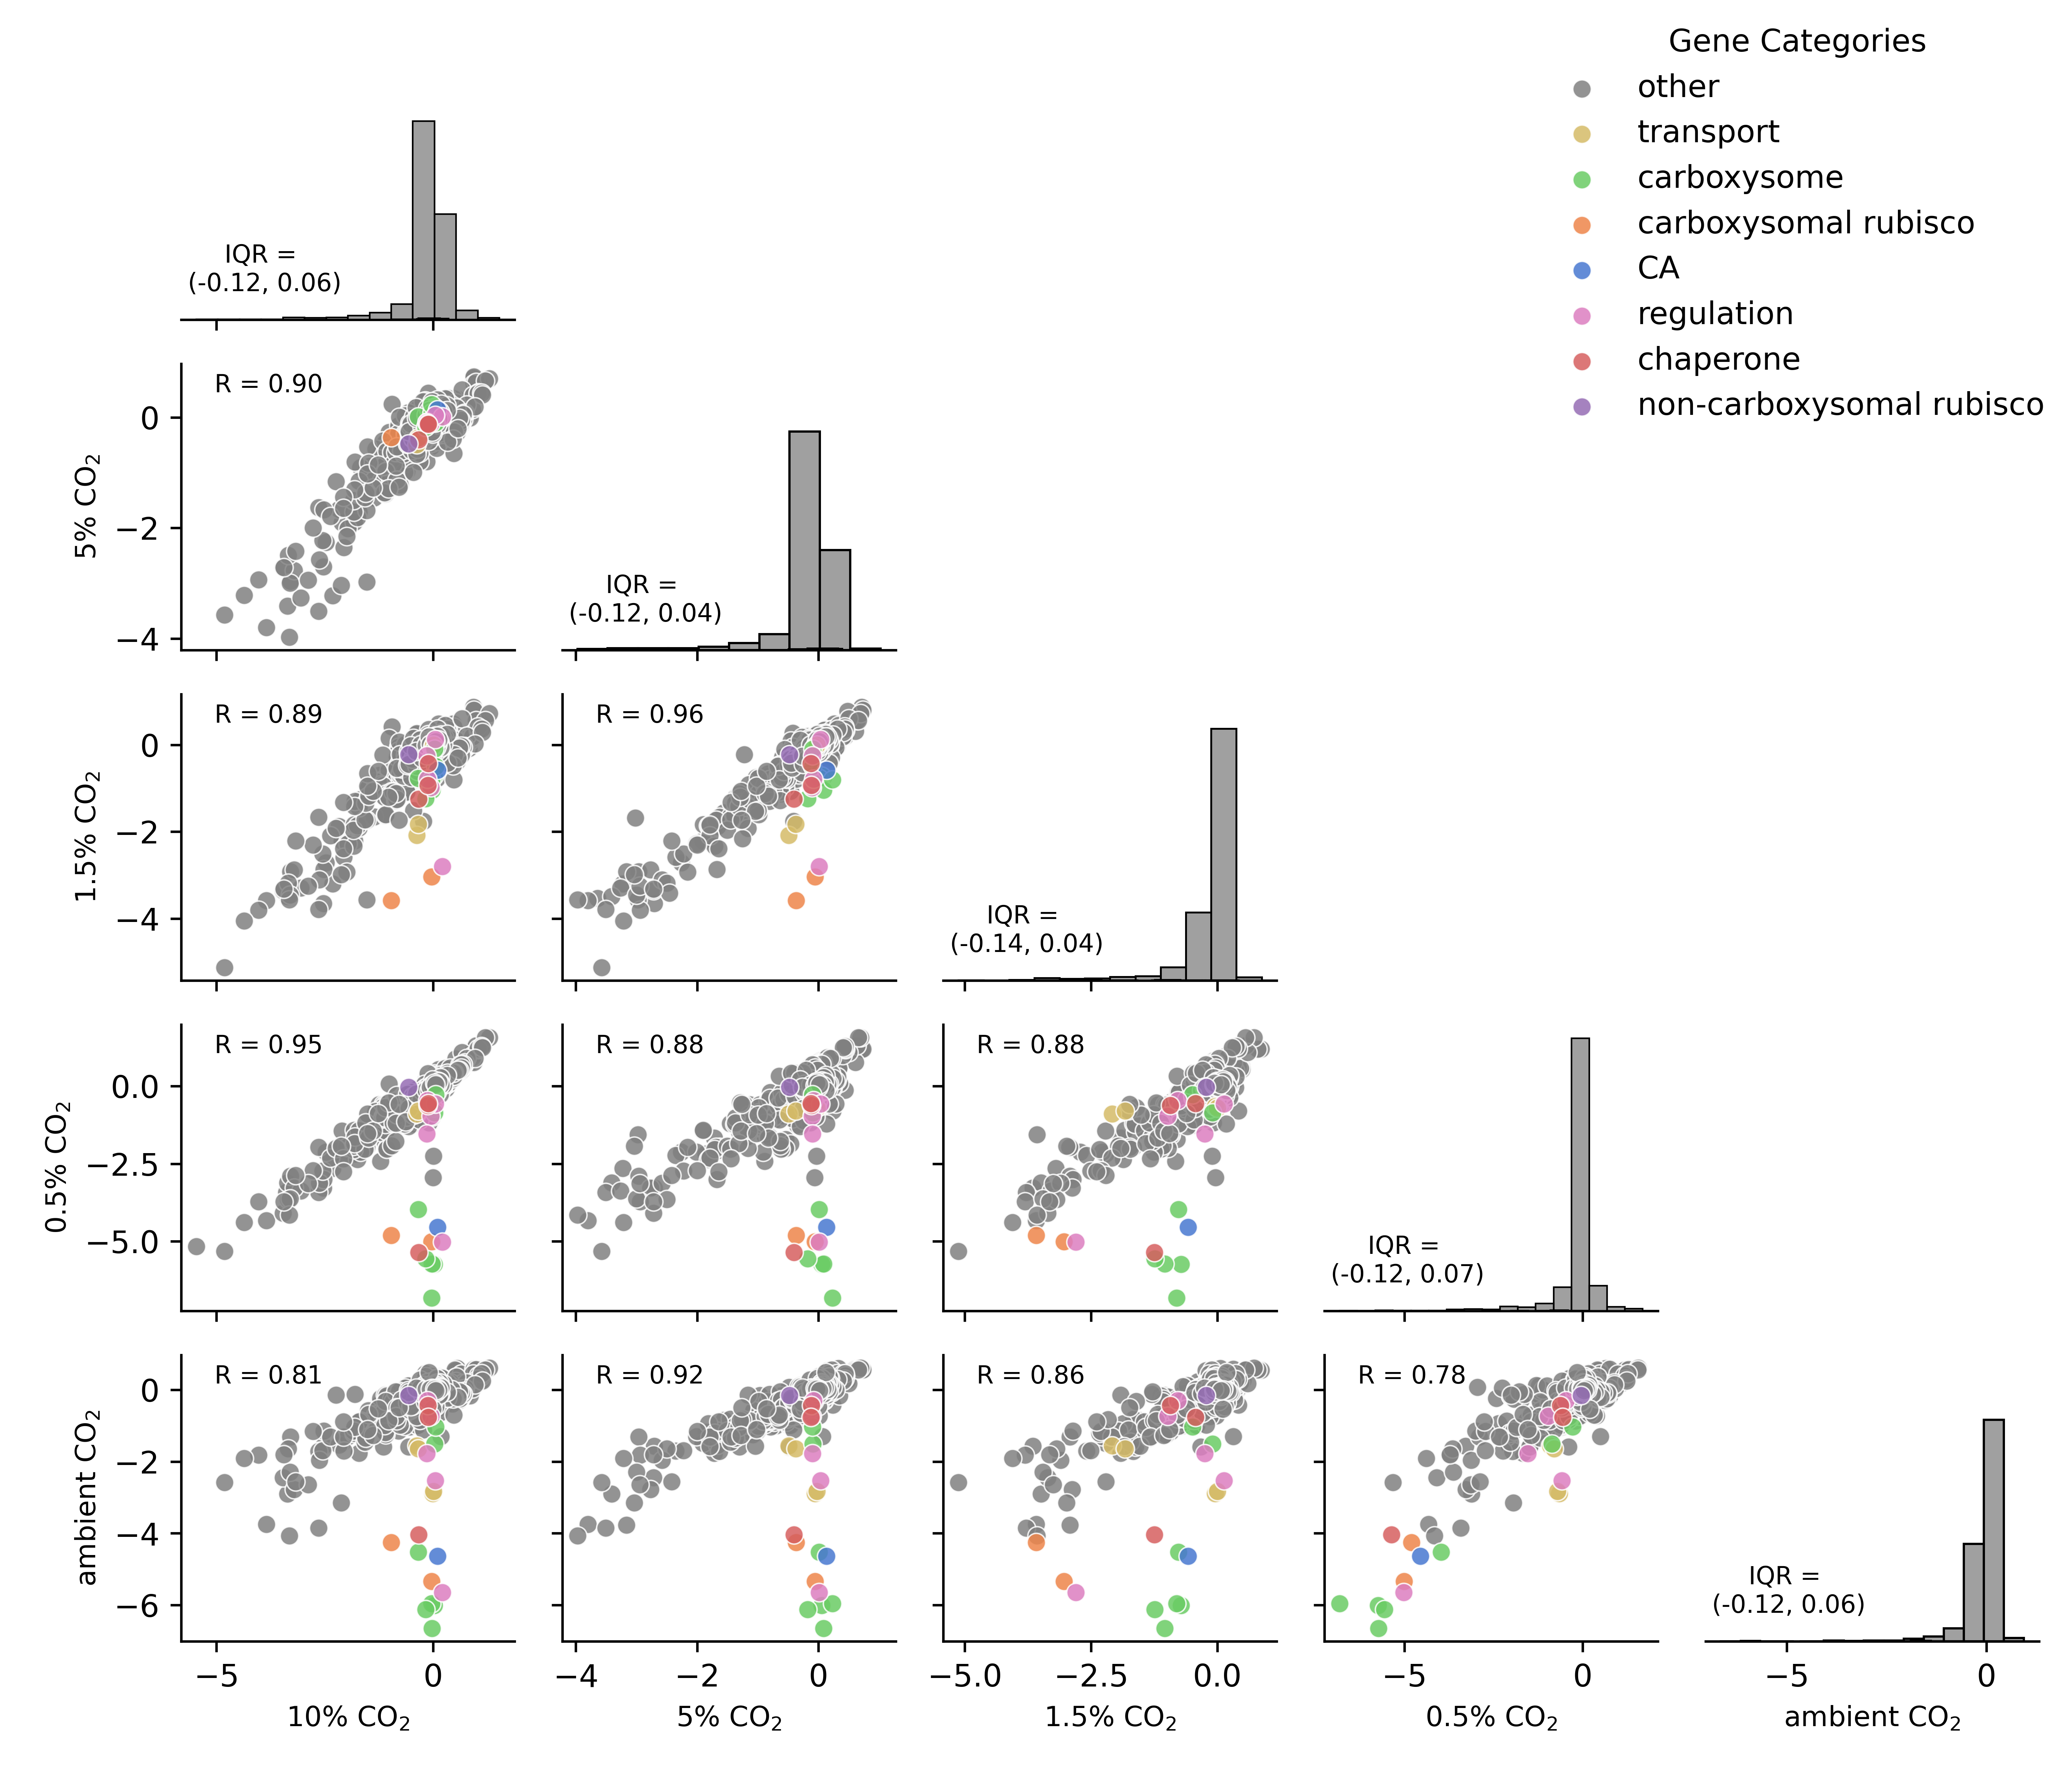 Gene Categories
other
transport
carboxysome
carboxysomal rubisco
CA
regulation
chaperone
non-carboxysomal rubisco
IQR =
(-0.12, 0.06)
R = 0.90
0
−2
−4
5% CO₂
IQR =
(-0.12, 0.04)
R = 0.89
0
−2
−4
1.5% CO₂
R = 0.96
IQR =
(-0.14, 0.04)
R = 0.95
0.0
−2.5
−5.0
0.5% CO₂
R = 0.88
R = 0.88
IQR =
(-0.12, 0.07)
R = 0.81
0
−2
−4
−6
ambient CO₂
R = 0.92
R = 0.86
R = 0.78
IQR =
(-0.12, 0.06)
−5 0
−4 −2 0
−5.0 −2.5 0.0
−5 0
−5 0
10% CO₂
5% CO₂
1.5% CO₂
0.5% CO₂
ambient CO₂